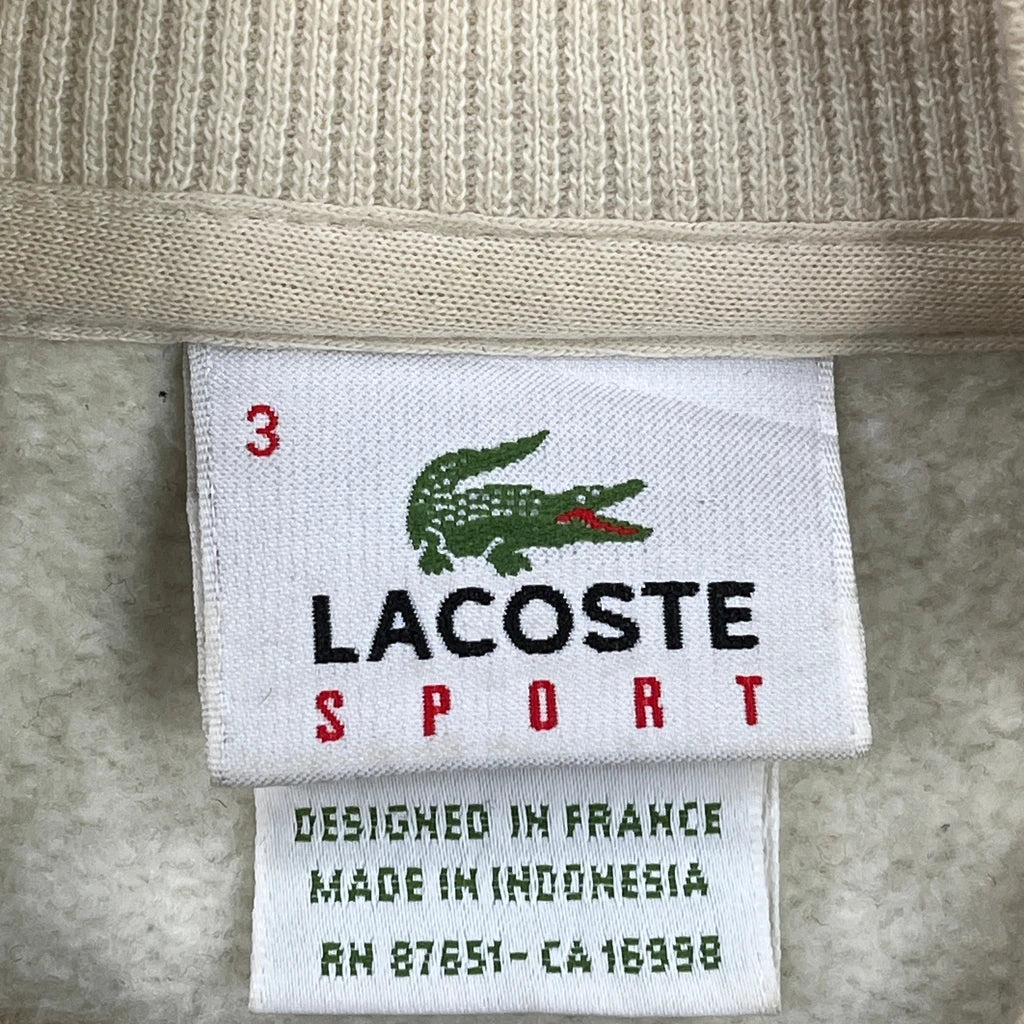 3
LACOSTE
SPORT
DESIGNED IN FRANCE
MADE IN INDONESIA
RN 87651-CA 16998